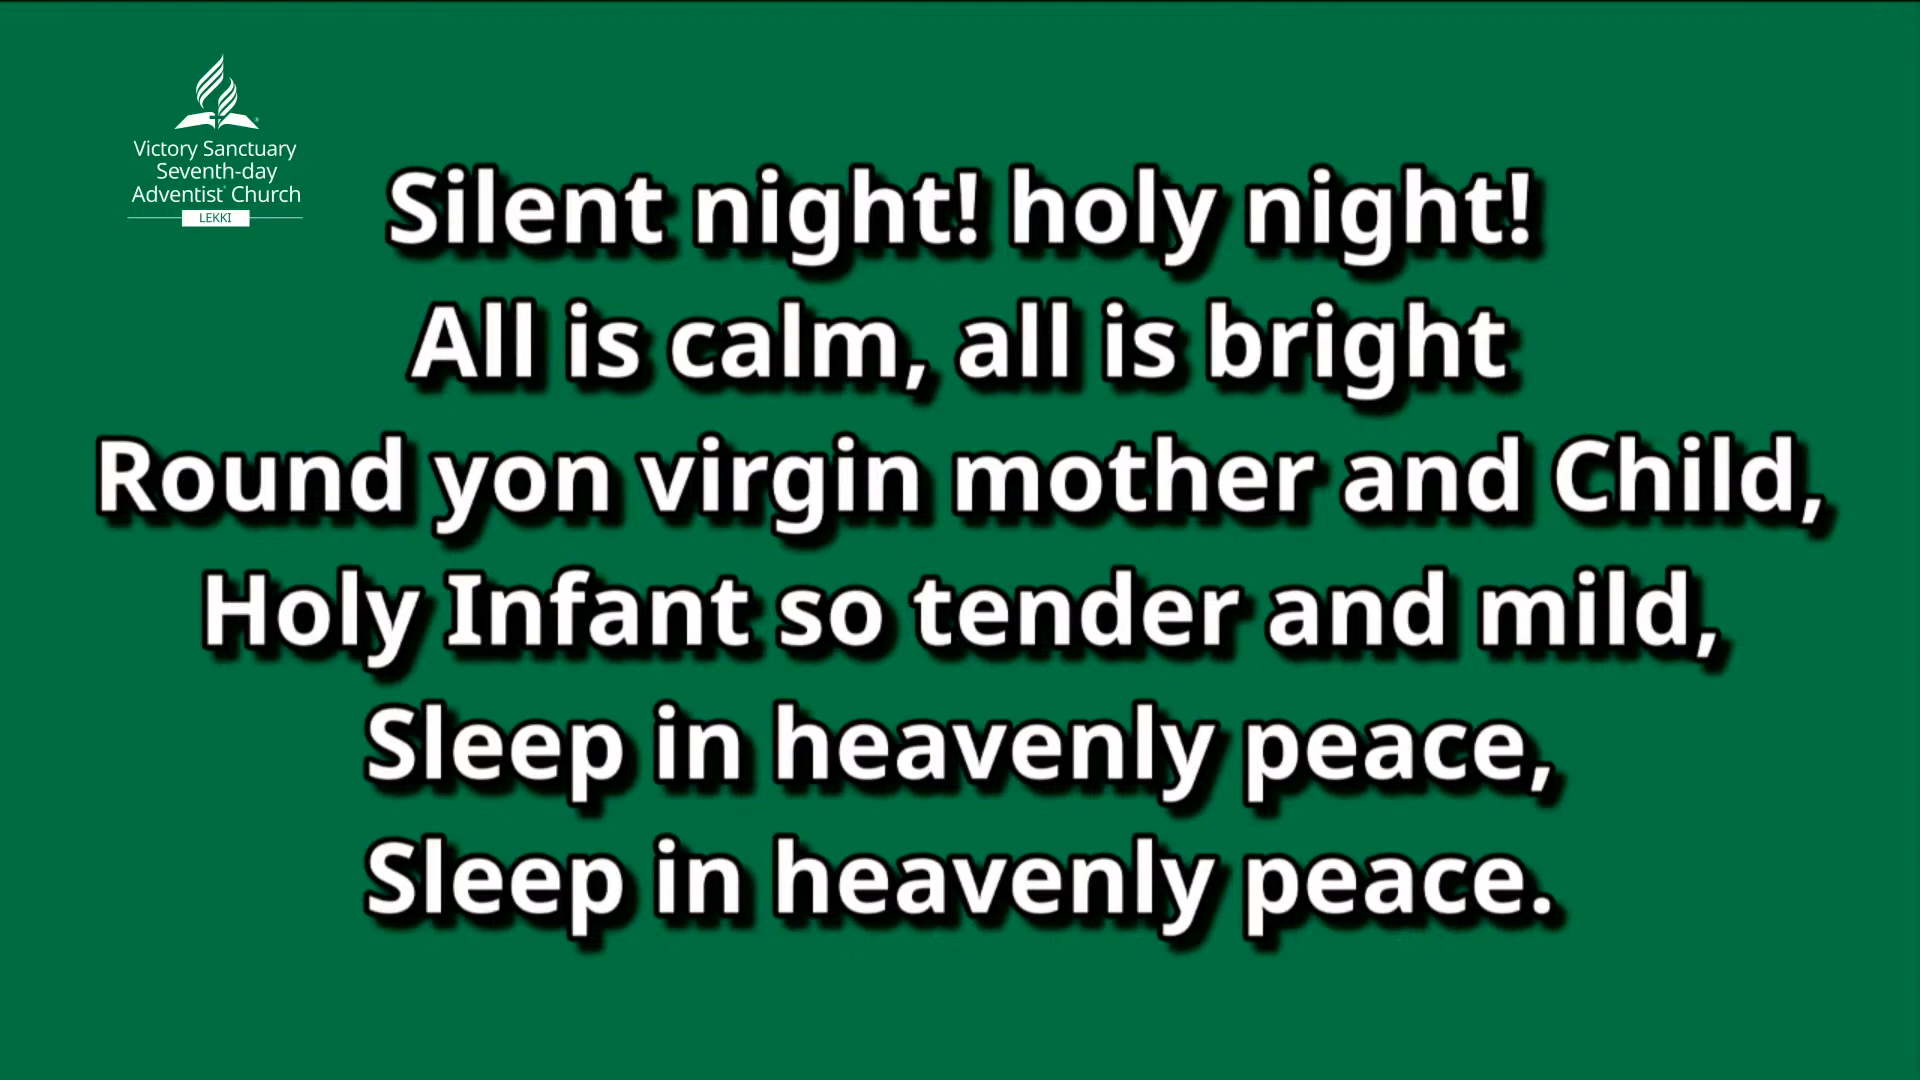 Victory Sanctuary
Seventh-day
Adventist® Church
LEKKI
Silent night! holy night!
All is calm, all is bright
Round yon virgin mother and Child,
Holy Infant so tender and mild,
Sleep in heavenly peace,
Sleep in heavenly peace.